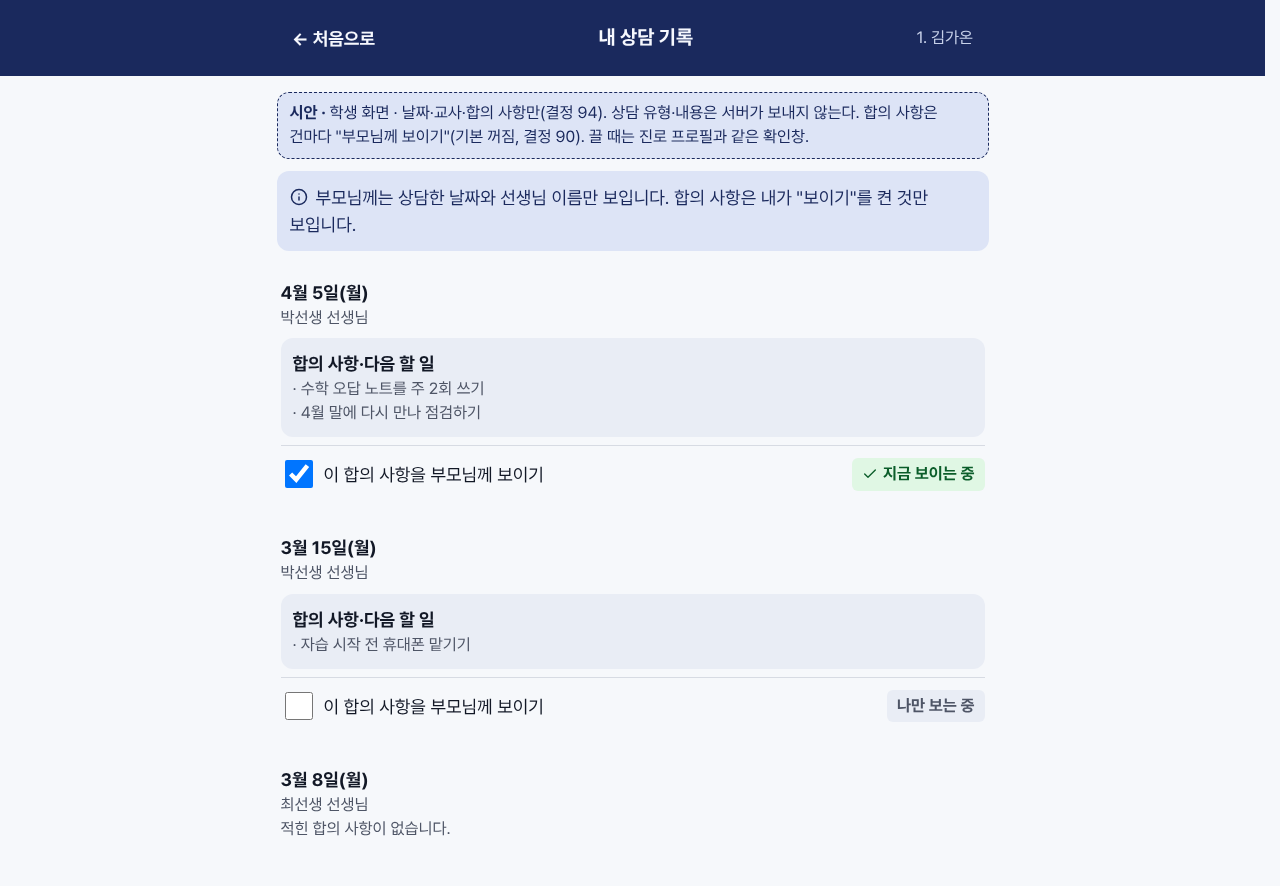 ← 처음으로
내 상담 기록
1. 김가온
시안 · 학생 화면 · 날짜·교사·합의 사항만(결정 94). 상담 유형·내용은 서버가 보내지 않는다. 합의 사항은
건마다 "부모님께 보이기"(기본 꺼짐, 결정 90). 끌 때는 진로 프로필과 같은 확인창.
부모님께는 상담한 날짜와 선생님 이름만 보입니다. 합의 사항은 내가 "보이기"를 켠 것만
보입니다.
4월 5일(월)
박선생 선생님
합의 사항·다음 할 일
· 수학 오답 노트를 주 2회 쓰기
· 4월 말에 다시 만나 점검하기
이 합의 사항을 부모님께 보이기
지금 보이는 중
3월 15일(월)
박선생 선생님
합의 사항·다음 할 일
· 자습 시작 전 휴대폰 맡기기
이 합의 사항을 부모님께 보이기
나만 보는 중
3월 8일(월)
최선생 선생님
적힌 합의 사항이 없습니다.